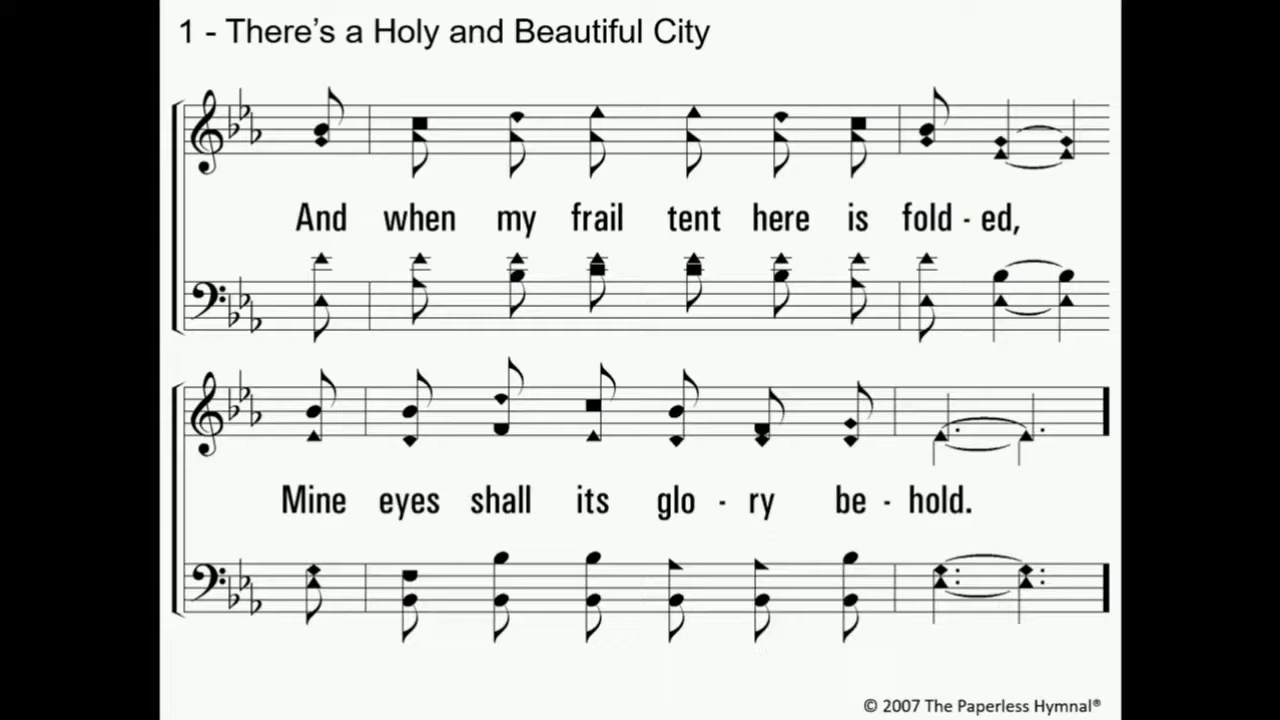 1 - There’s a Holy and Beautiful City
And when my frail tent here is fold - ed,
Mine eyes shall its glo - ry be - hold.
© 2007 The Paperless Hymnal®